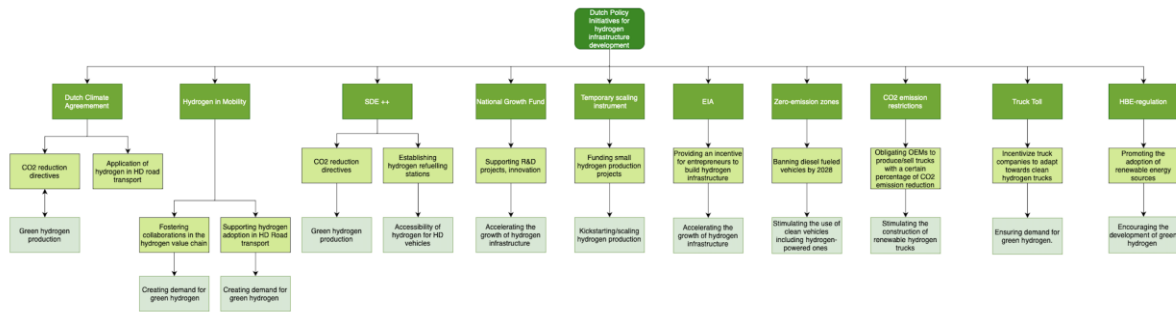 Dutch Policy
Initiatives for
hydrogen
infrastructure
development
Dutch Climate
Agreemement
Hydrogen in Mobility
SDE ++
National Growth Fund
Temporary scaling
instrument
EIA
Zero-emission zones
CO2 emission
restrictions
Truck Toll
HBE-regulation
CO2 reduction
directives
Application of
hydrogen in HD road
transport
CO2 reduction
directives
Establishing
hydrogen refuelling
stations
Supporting R&D
projects, innovation
Funding small
hydrogen production
projects
Providing an incentive
for entrepreneurs to
build hydrogen
infrastructure
Banning diesel fueled
vehicles by 2028
Obligating OEMs to
produce/sell trucks
with a certain
percentage of CO2
emission reduction
Incentivize truck
companies to adapt
towards clean
hydrogen trucks
Promoting the
adoption of
renewable energy
sources
Green hydrogen
production
Fostering
collaborations in the
hydrogen value chain
Supporting hydrogen
adoption in HD Road
transport
Green hydrogen
production
Accessibility of
hydrogen for HD
vehicles
Accelerating the
growth of hydrogen
infrastructure
Kickstarting/scaling
hydrogen production
Accelerating the
growth of hydrogen
infrastructure
Stimulating the use of
clean vehicles
including hydrogen-
powered ones
Stimulating the
construction of
renewable hydrogen
trucks
Ensuring demand for
green hydrogen.
Encouraging the
development of green
hydrogen
Creating demand for
green hydrogen
Creating demand for
green hydrogen